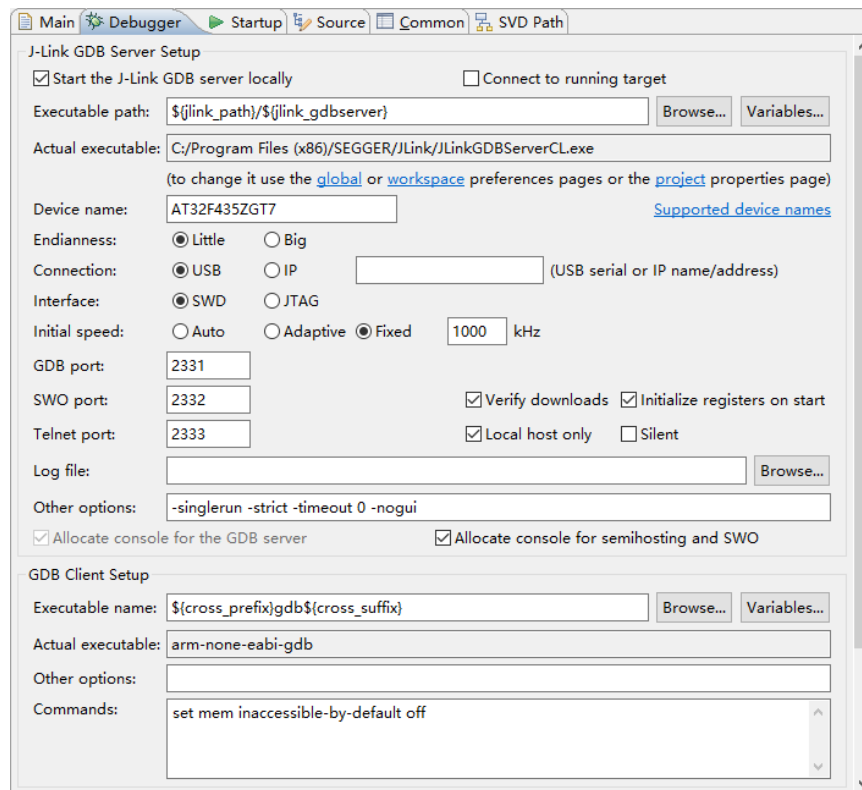 Main Debugger Startup Source Common SVD Path
J-Link GDB Server Setup
Start the J-Link GDB server locally Connect to running target
Executable path: ${jlink_path}/${jlink_gdbserver} Browse... Variables...
Actual executable: C:/Program Files (x86)/SEGGER/JLink/JLinkGDBServerCL.exe
(to change it use the global or workspace preferences pages or the project properties page)
Device name: AT32F435ZGT7 Supported device names
Endianness: Little Big
Connection: USB IP (USB serial or IP name/address)
Interface: SWD JTAG
Initial speed: Auto Adaptive Fixed 1000 kHz
GDB port: 2331
SWO port: 2332 Verify downloads Initialize registers on start
Telnet port: 2333 Local host only Silent
Log file: Browse...
Other options: -singlerun -strict -timeout 0 -nogui
Allocate console for the GDB server Allocate console for semihosting and SWO
GDB Client Setup
Executable name: ${cross_prefix}gdb${cross_suffix} Browse... Variables...
Actual executable: arm-none-eabi-gdb
Other options:
Commands: set mem inaccessible-by-default off